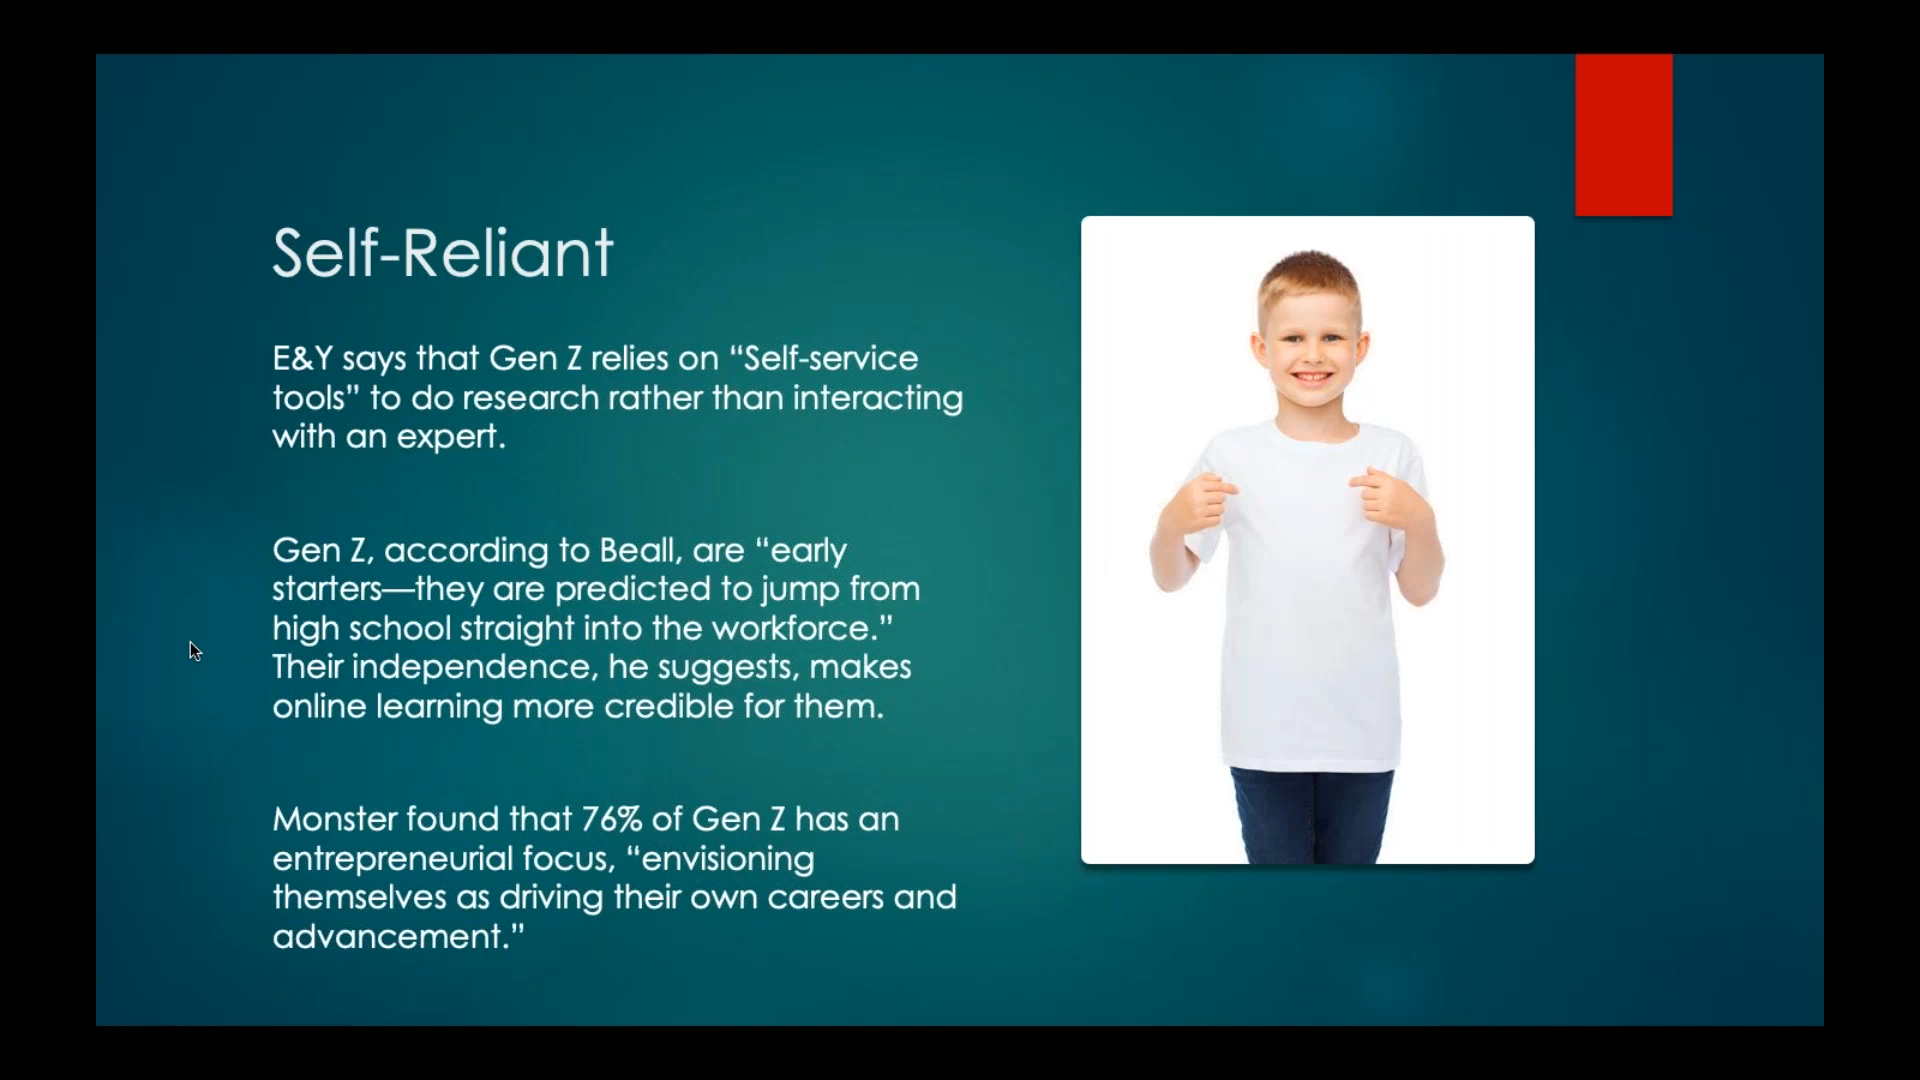 Self-Reliant
E&Y says that Gen Z relies on “Self-service
tools” to do research rather than interacting
with an expert.
Gen Z, according to Beall, are “early
starters—they are predicted to jump from
high school straight into the workforce.”
Their independence, he suggests, makes
online learning more credible for them.
Monster found that 76% of Gen Z has an
entrepreneurial focus, “envisioning
themselves as driving their own careers and
advancement.”